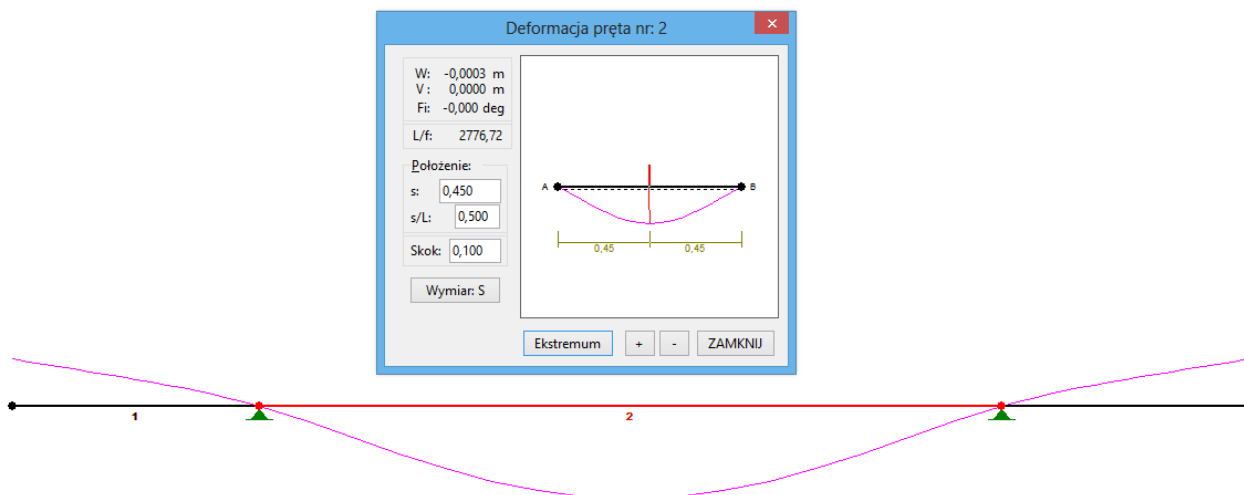 Deformacja pręta nr: 2
W: -0,0003 m
V : 0,0000 m
Fi: -0,000 deg
L/f: 2776,72
Położenie:
s: 0,450
s/L: 0,500
Skok: 0,100
Wymiar: S
A B
0,45 0,45
Ekstremum + - ZAMKNIJ
1 2